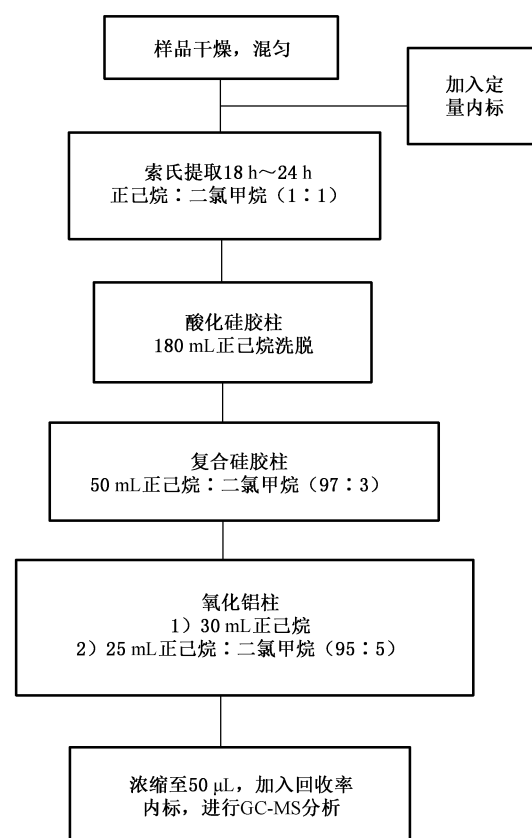 样品干燥，混匀
加入定
量内标
索氏提取18 h～24 h
正己烷∶二氯甲烷（1∶1）
酸化硅胶柱
180 mL正己烷洗脱
复合硅胶柱
50 mL正己烷∶二氯甲烷（97∶3）
氧化铝柱
1）30 mL正己烷
2）25 mL正己烷∶二氯甲烷（95∶5）
浓缩至50 μL，加入回收率
内标，进行GC-MS分析